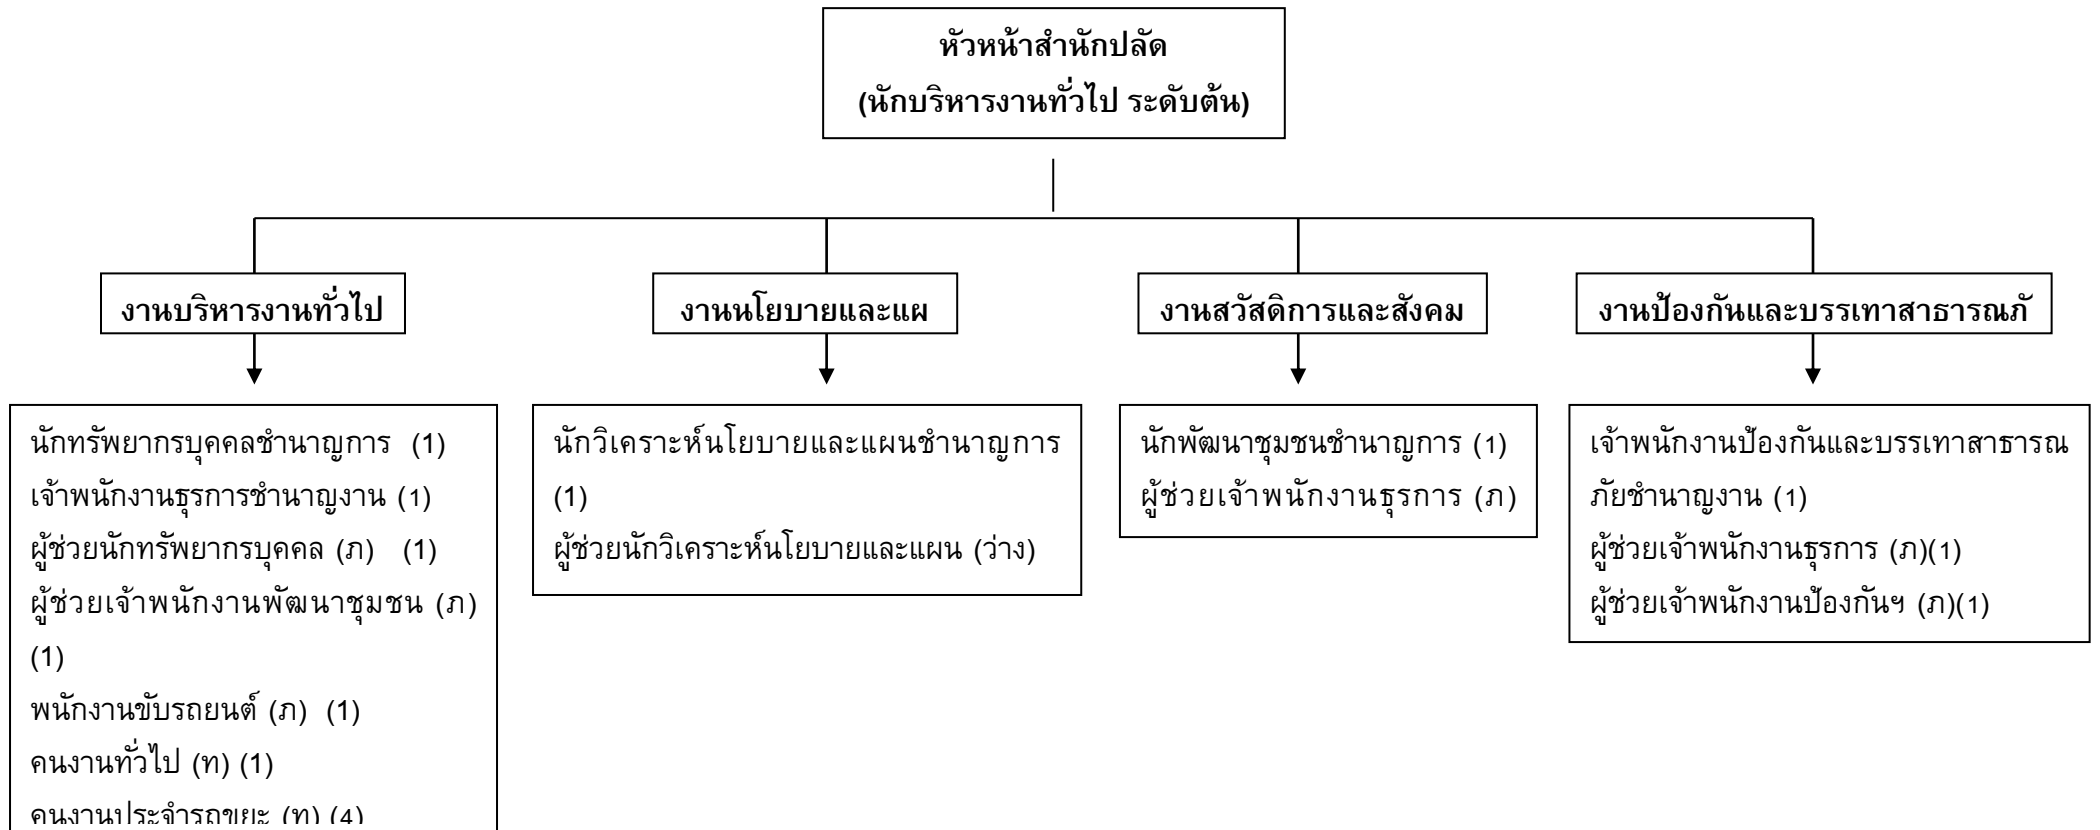 หัวหน้าสำนักปลัด
(นักบริหารงานทั่วไป ระดับต้น)
งานบริหารงานทั่วไป
งานนโยบายและแผ
งานสวัสดิการและสังคม
งานป้องกันและบรรเทาสาธารณภั
นักทรัพยากรบุคคลชำนาญการ (1)
เจ้าพนักงานธุรการชำนาญงาน (1)
ผู้ช่วยนักทรัพยากรบุคคล (ภ) (1)
ผู้ช่วยเจ้าพนักงานพัฒนาชุมชน (ภ)
(1)
พนักงานขับรถยนต์ (ภ) (1)
คนงานทั่วไป (ท) (1)
คนงานประจำรถขยะ (ท) (4)
นักวิเคราะห์นโยบายและแผนชำนาญการ
(1)
ผู้ช่วยนักวิเคราะห์นโยบายและแผน (ว่าง)
นักพัฒนาชุมชนชำนาญการ (1)
ผู้ช่วยเจ้าพนักงานธุรการ (ภ)
เจ้าพนักงานป้องกันและบรรเทาสาธารณ
ภัยชำนาญงาน (1)
ผู้ช่วยเจ้าพนักงานธุรการ (ภ)(1)
ผู้ช่วยเจ้าพนักงานป้องกันฯ (ภ)(1)